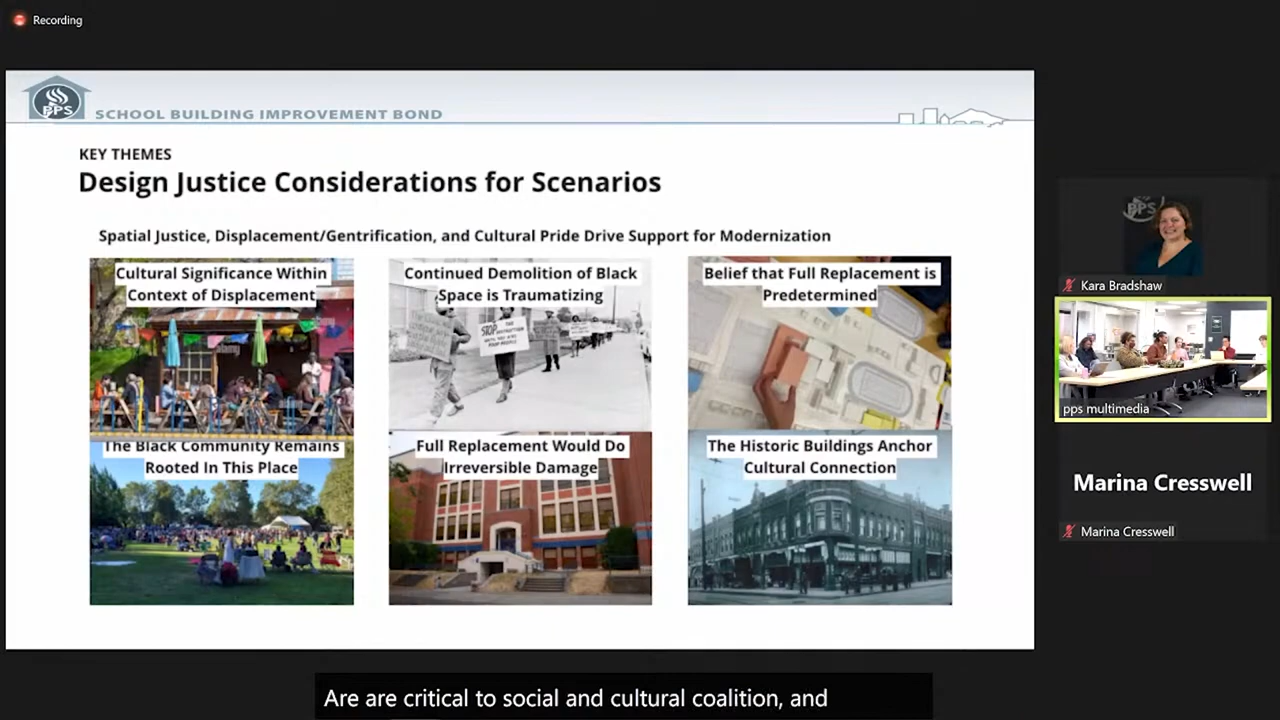 Recording
BPS
SCHOOL BUILDING IMPROVEMENT BOND
KEY THEMES
Design Justice Considerations for Scenarios
Spatial Justice, Displacement/Gentrification, and Cultural Pride Drive Support for Modernization
Cultural Significance Within
Context of Displacement
Continued Demolition of Black
Space is Traumatizing
STOP
Belief that Full Replacement is
Predetermined
The Black Community Remains
Rooted In This Place
Full Replacement Would Do
Irreversible Damage
The Historic Buildings Anchor
Cultural Connection
PPS
Kara Bradshaw
pps multimedia
Marina Cresswell
Marina Cresswell
Are are critical to social and cultural coalition, and